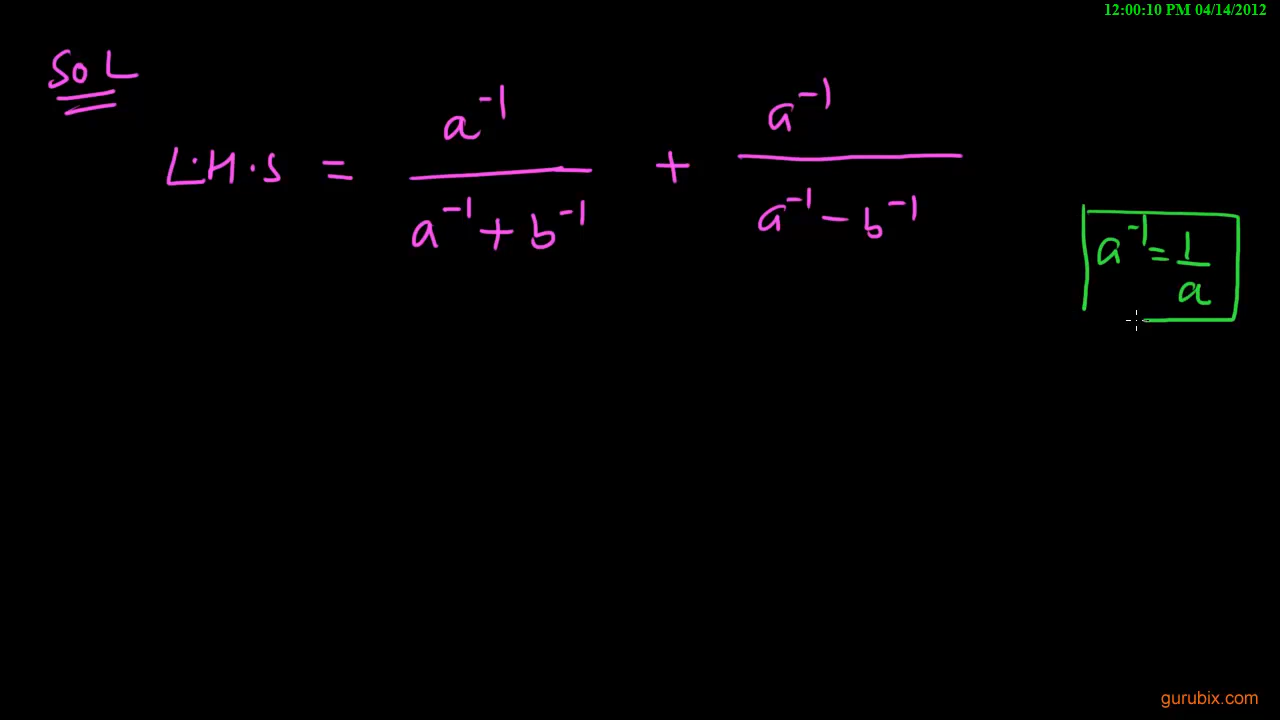 12:00:10 PM 04/14/2012
SoL
L.H.S = a⁻¹ / (a⁻¹ + b⁻¹) + a⁻¹ / (a⁻¹ - b⁻¹)
a⁻¹ = 1/a
gurubix.com